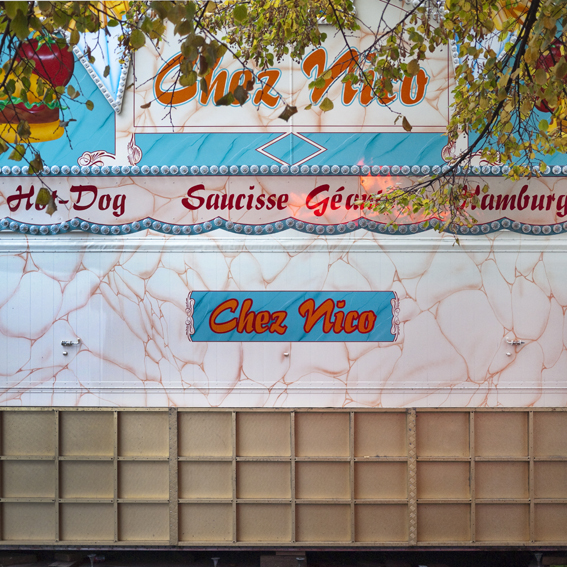 Chez Nico
Hot-Dog Saucisse Géante Hamburg
Chez Nico